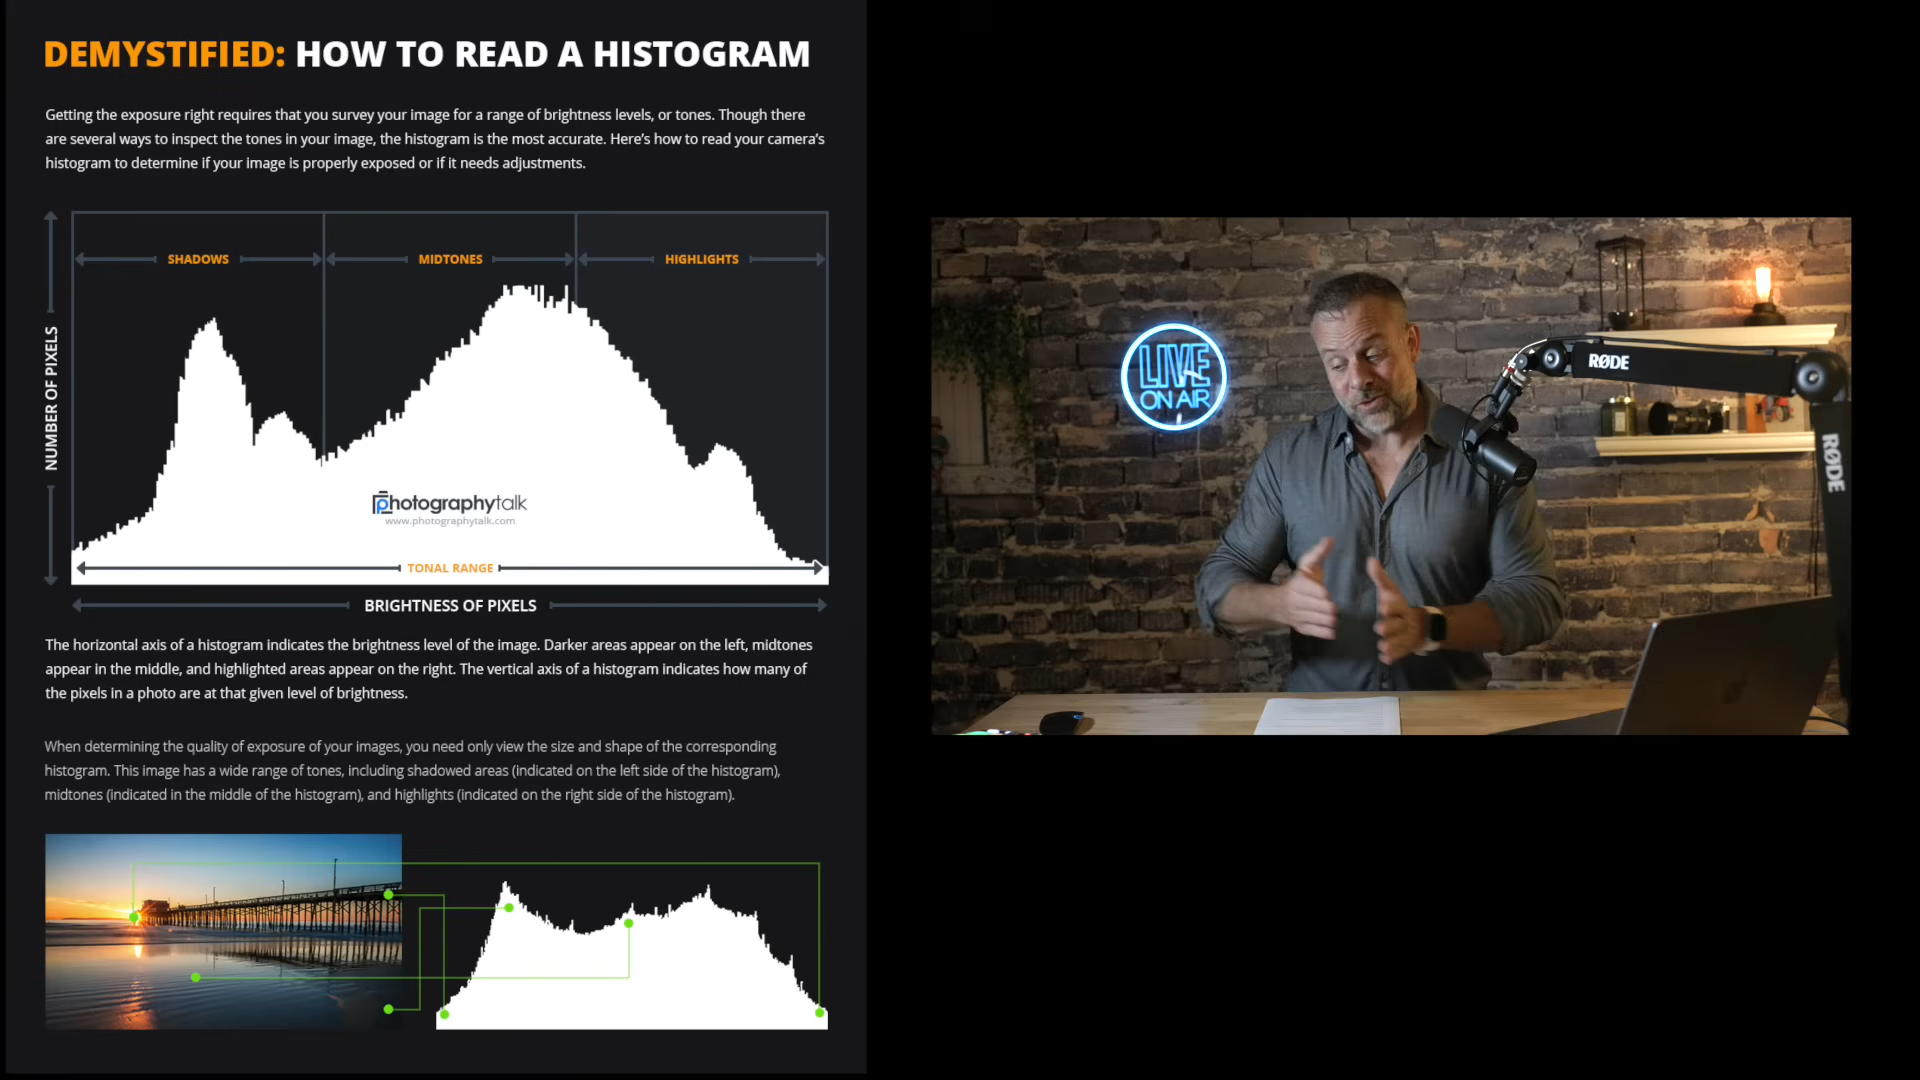 DEMYSTIFIED: HOW TO READ A HISTOGRAM
Getting the exposure right requires that you survey your image for a range of brightness levels, or tones. Though there
are several ways to inspect the tones in your image, the histogram is the most accurate. Here’s how to read your camera’s
histogram to determine if your image is properly exposed or if it needs adjustments.
SHADOWS
MIDTONES
HIGHLIGHTS
NUMBER OF PIXELS
photographytalk
www.photographytalk.com
TONAL RANGE
BRIGHTNESS OF PIXELS
The horizontal axis of a histogram indicates the brightness level of the image. Darker areas appear on the left, midtones
appear in the middle, and highlighted areas appear on the right. The vertical axis of a histogram indicates how many of
the pixels in a photo are at that given level of brightness.
When determining the quality of exposure of your images, you need only view the size and shape of the corresponding
histogram. This image has a wide range of tones, including shadowed areas (indicated on the left side of the histogram),
midtones (indicated in the middle of the histogram), and highlights (indicated on the right side of the histogram).
LIVE
ON AIR
RØDE
RØDE